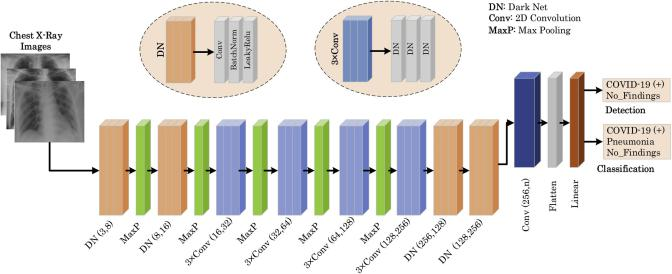 Chest X-Ray
Images
DN
Conv
BatchNorm
LeakyRelu
3×Conv
DN
DN
DN
DN: Dark Net
Conv: 2D Convolution
MaxP: Max Pooling
COVID-19 (+)
No_Findings
Detection
COVID-19 (+)
Pneumonia
No_Findings
Classification
DN (3,8)
MaxP
DN (8,16)
MaxP
3×Conv (16,32)
MaxP
3×Conv (32,64)
MaxP
3×Conv (64,128)
MaxP
3×Conv (128,256)
DN (256,128)
DN (128,256)
Conv (256,n)
Flatten
Linear